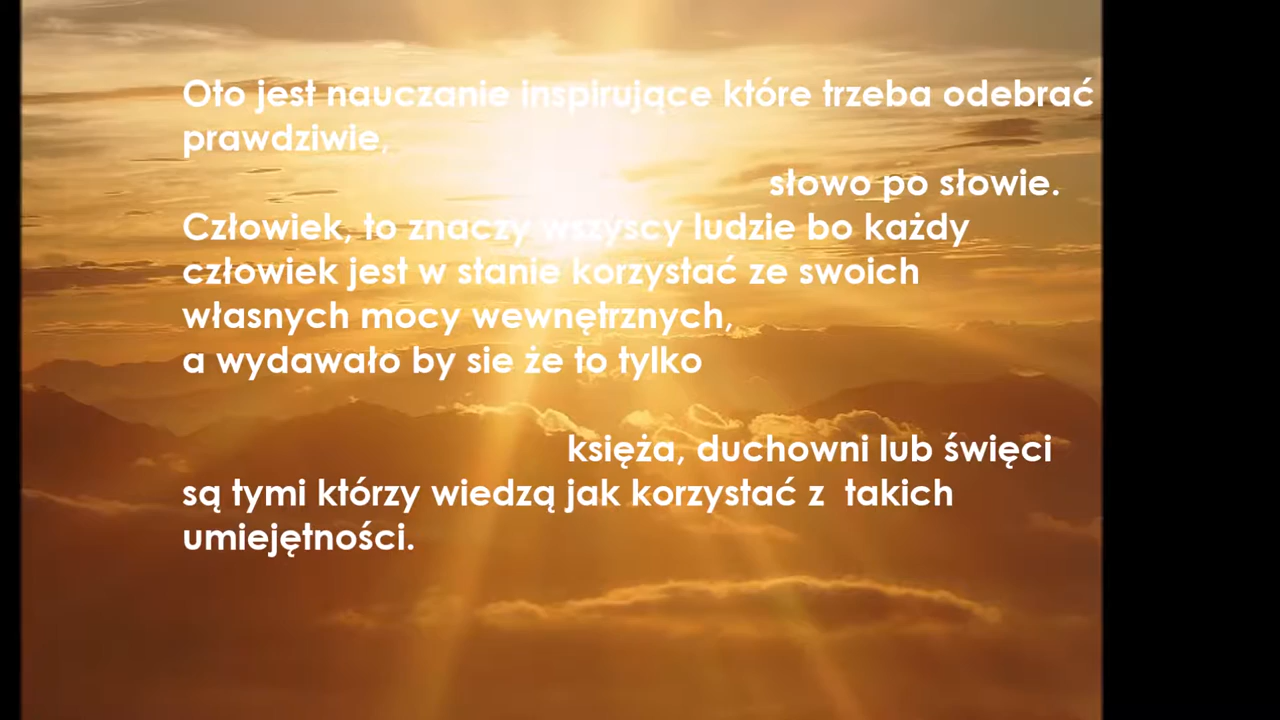 Oto jest nauczanie inspirujące które trzeba odebrać
prawdziwie,
słowo po słowie.
Człowiek, to znaczy wszyscy ludzie bo każdy
człowiek jest w stanie korzystać ze swoich
własnych mocy wewnętrznych,
a wydawało by sie że to tylko
księża, duchowni lub święci
są tymi którzy wiedzą jak korzystać z takich
umiejętności.